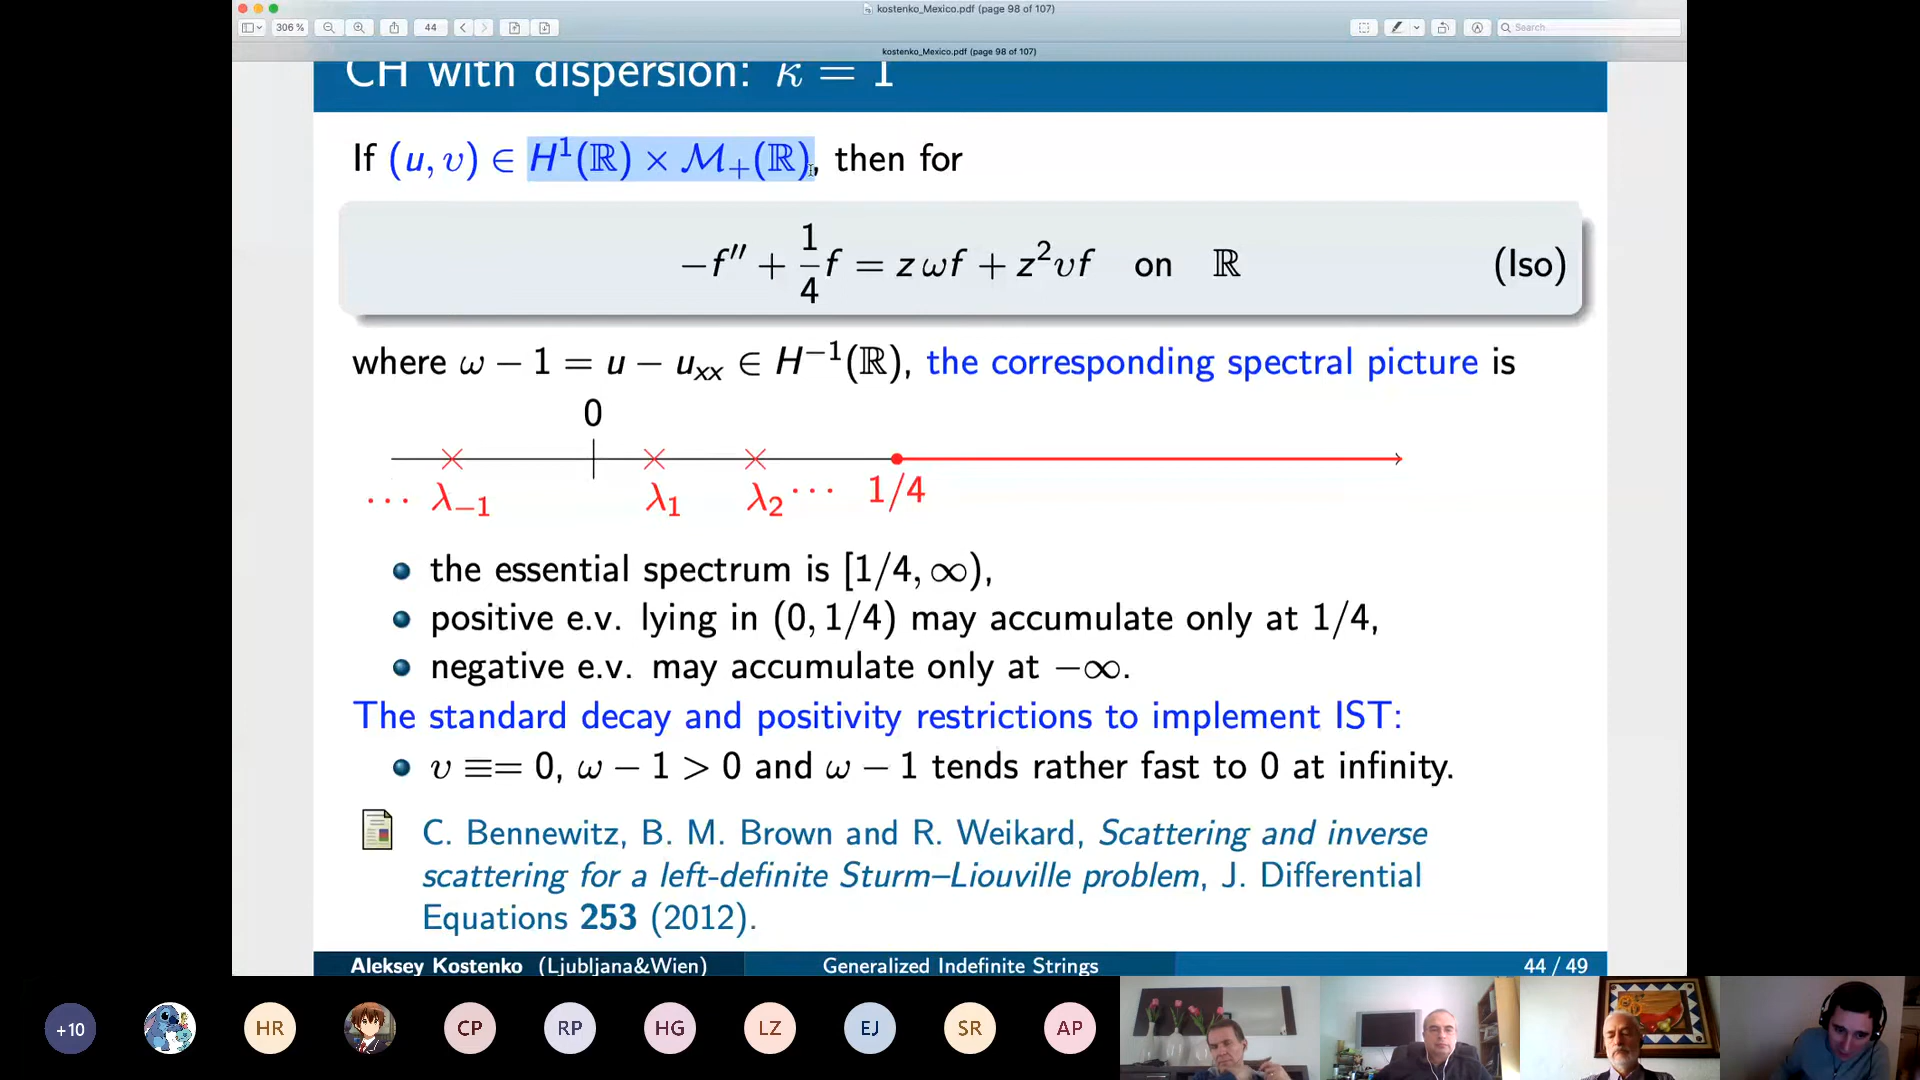 kostenko_Mexico.pdf (page 98 of 107)
306 %
44
Search
kostenko_Mexico.pdf (page 98 of 107)
CH with dispersion: κ = 1
If (u, υ) ∈ H¹(ℝ) × ℳ₊(ℝ), then for
−f″ + 1/4 f = z ωf + z²υf on ℝ (Iso)
where ω − 1 = u − uₓₓ ∈ H⁻¹(ℝ), the corresponding spectral picture is
0
··· λ₋₁ λ₁ λ₂ ··· 1/4
the essential spectrum is [1/4, ∞),
positive e.v. lying in (0, 1/4) may accumulate only at 1/4,
negative e.v. may accumulate only at −∞.
The standard decay and positivity restrictions to implement IST:
υ ≡= 0, ω − 1 > 0 and ω − 1 tends rather fast to 0 at infinity.
C. Bennewitz, B. M. Brown and R. Weikard, Scattering and inverse
scattering for a left-definite Sturm–Liouville problem, J. Differential
Equations 253 (2012).
Aleksey Kostenko (Ljubljana&Wien) Generalized Indefinite Strings 44 / 49
+10 HR CP RP HG LZ EJ SR AP